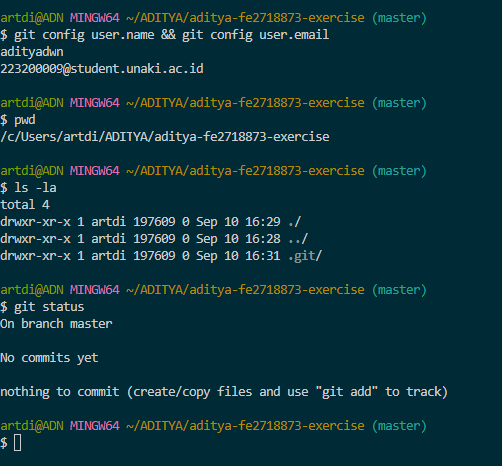 artdi@ADN MINGW64 ~/ADITYA/aditya-fe2718873-exercise (master)
$ git config user.name && git config user.email
adityadwn
223200009@student.unaki.ac.id

artdi@ADN MINGW64 ~/ADITYA/aditya-fe2718873-exercise (master)
$ pwd
/c/Users/artdi/ADITYA/aditya-fe2718873-exercise

artdi@ADN MINGW64 ~/ADITYA/aditya-fe2718873-exercise (master)
$ ls -la
total 4
drwxr-xr-x 1 artdi 197609 0 Sep 10 16:29 ./
drwxr-xr-x 1 artdi 197609 0 Sep 10 16:28 ../
drwxr-xr-x 1 artdi 197609 0 Sep 10 16:31 .git/

artdi@ADN MINGW64 ~/ADITYA/aditya-fe2718873-exercise (master)
$ git status
On branch master

No commits yet

nothing to commit (create/copy files and use "git add" to track)

artdi@ADN MINGW64 ~/ADITYA/aditya-fe2718873-exercise (master)
$